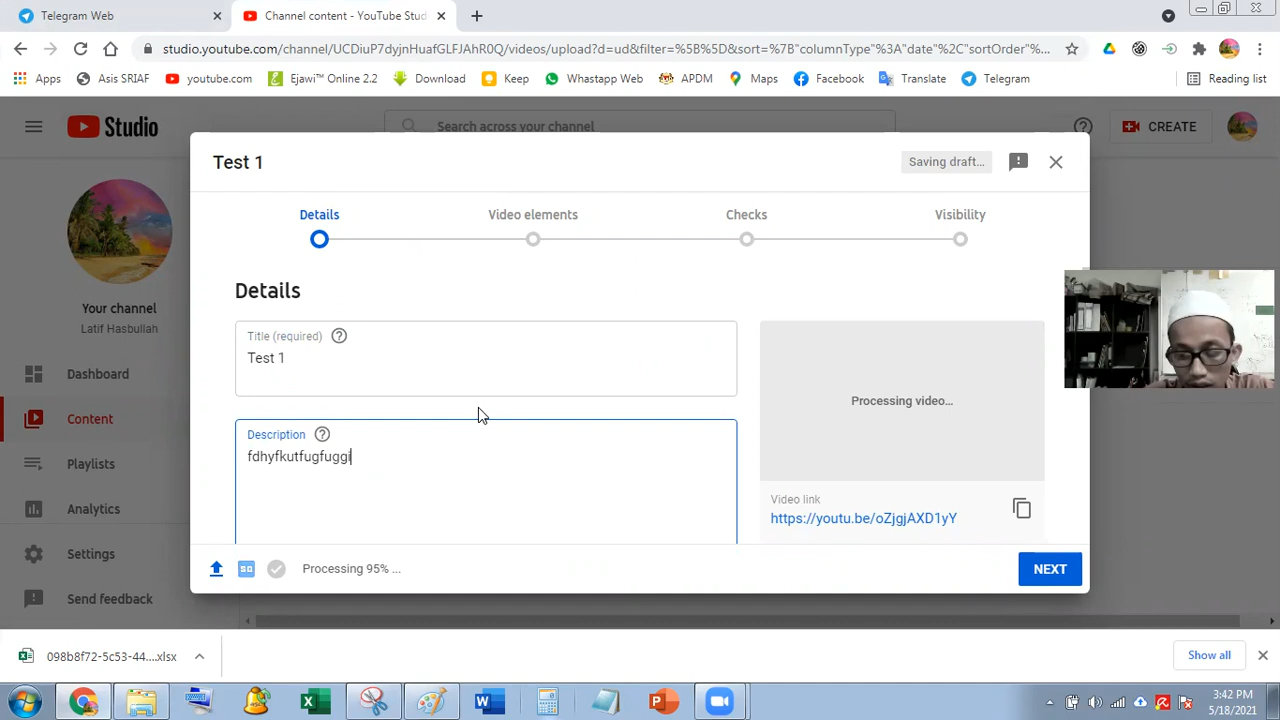 Telegram Web
Channel content - YouTube Stud
studio.youtube.com/channel/UCDiuP7dyjnHuafGLFJAhR0Q/videos/upload?d=ud&filter=%5B%5D&sort=%7B"columnType"%3A"date"%2C"sortOrder"...
Apps
Asis SRIAF
youtube.com
Ejawi™ Online 2.2
Download
Keep
Whastapp Web
APDM
Maps
Facebook
Translate
Telegram
Reading list
Studio
Search across your channel
CREATE
Test 1
Saving draft...
Details
Video elements
Checks
Visibility
Your channel
Latif Hasbullah
Dashboard
Content
Playlists
Analytics
Settings
Send feedback
Details
Title (required)
Test 1
Description
fdhyfkutfugfuggi
Processing video...
Video link
https://youtu.be/oZjgjAXD1yY
SD
Processing 95% ...
NEXT
098b8f72-5c53-44....xlsx
Show all
3:42 PM
5/18/2021